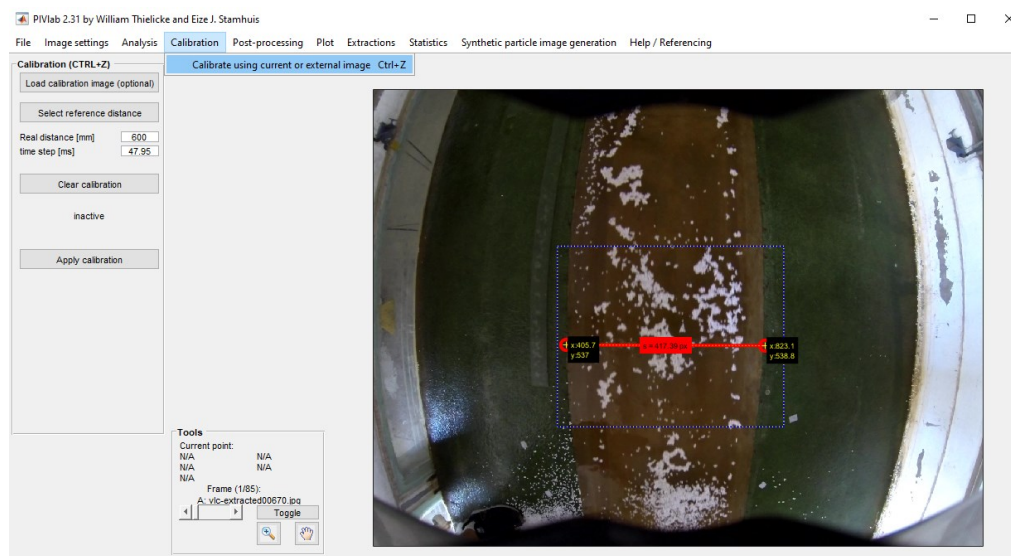 PIVlab 2.31 by William Thielicke and Eize J. Stamhuis
File Image settings Analysis Calibration Post-processing Plot Extractions Statistics Synthetic particle image generation Help / Referencing
Calibrate using current or external image Ctrl+Z
Calibration (CTRL+Z)
Load calibration image (optional)
Select reference distance
Real distance [mm] 600
time step [ms] 47.95
Clear calibration
inactive
Apply calibration
x:405.7
y:537
s = 417.39 px
x:823.1
y:538.8
Tools
Current point:
N/A N/A
N/A N/A
N/A
Frame (1/85):
A: vlc-extracted00670.jpg
Toggle